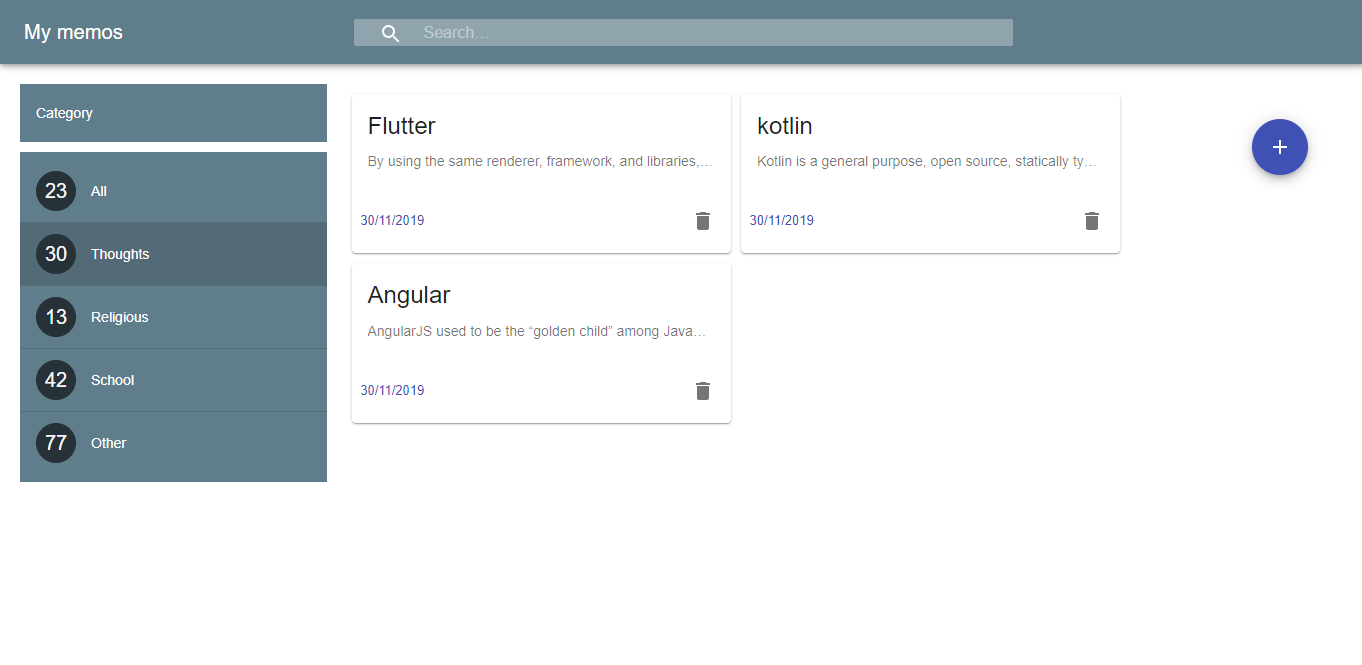 My memos
Search...
Category
23 All
30 Thoughts
13 Religious
42 School
77 Other
Flutter
By using the same renderer, framework, and libraries,...
30/11/2019
kotlin
Kotlin is a general purpose, open source, statically ty...
30/11/2019
Angular
AngularJS used to be the “golden child” among Java...
30/11/2019